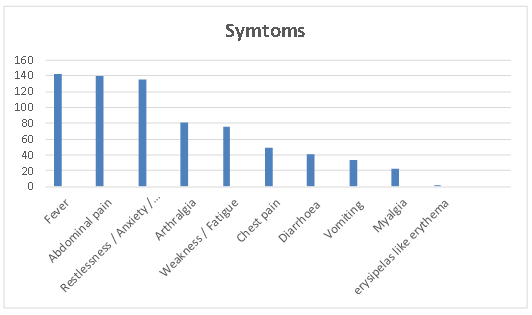 Symtoms
160
140
120
100
80
60
40
20
0
Fever
Abdominal pain
Restlessness / Anxiety /...
Arthralgia
Weakness / Fatigue
Chest pain
Diarrhoea
Vomiting
Myalgia
erysipelas like erythema